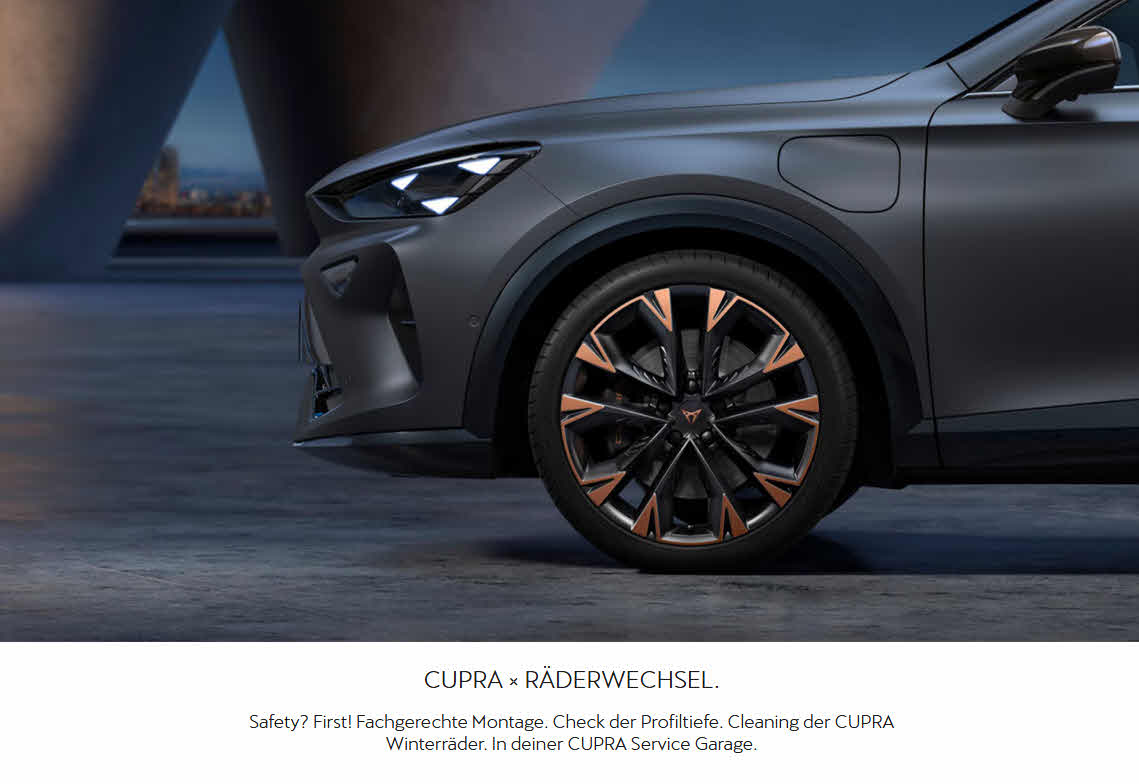 CUPRA × RÄDERWECHSEL.
Safety? First! Fachgerechte Montage. Check der Profiltiefe. Cleaning der CUPRA
Winterräder. In deiner CUPRA Service Garage.